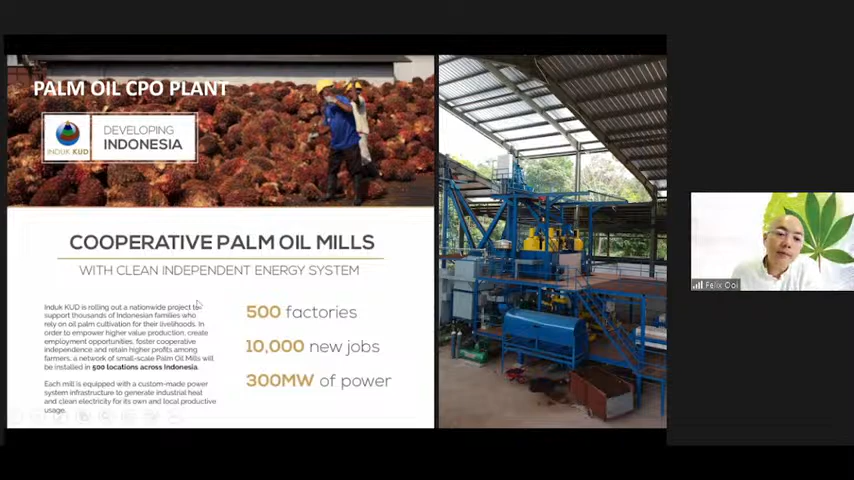 PALM OIL CPO PLANT
INDUK KUD
DEVELOPING
INDONESIA
COOPERATIVE PALM OIL MILLS
WITH CLEAN INDEPENDENT ENERGY SYSTEM
Induk KUD is rolling out a nationwide project to
support thousands of Indonesian families who
rely on oil palm cultivation for their livelihoods. In
order to empower higher value production, create
employment opportunities, foster cooperative
independence and retain higher profits among
farmers, a network of small-scale Palm Oil Mills will
be installed in 500 locations across Indonesia.
Each mill is equipped with a custom-made power
system infrastructure to generate industrial heat
and clean electricity for its own and local productive
usage.
500 factories
10,000 new jobs
300MW of power
Felix Ooi